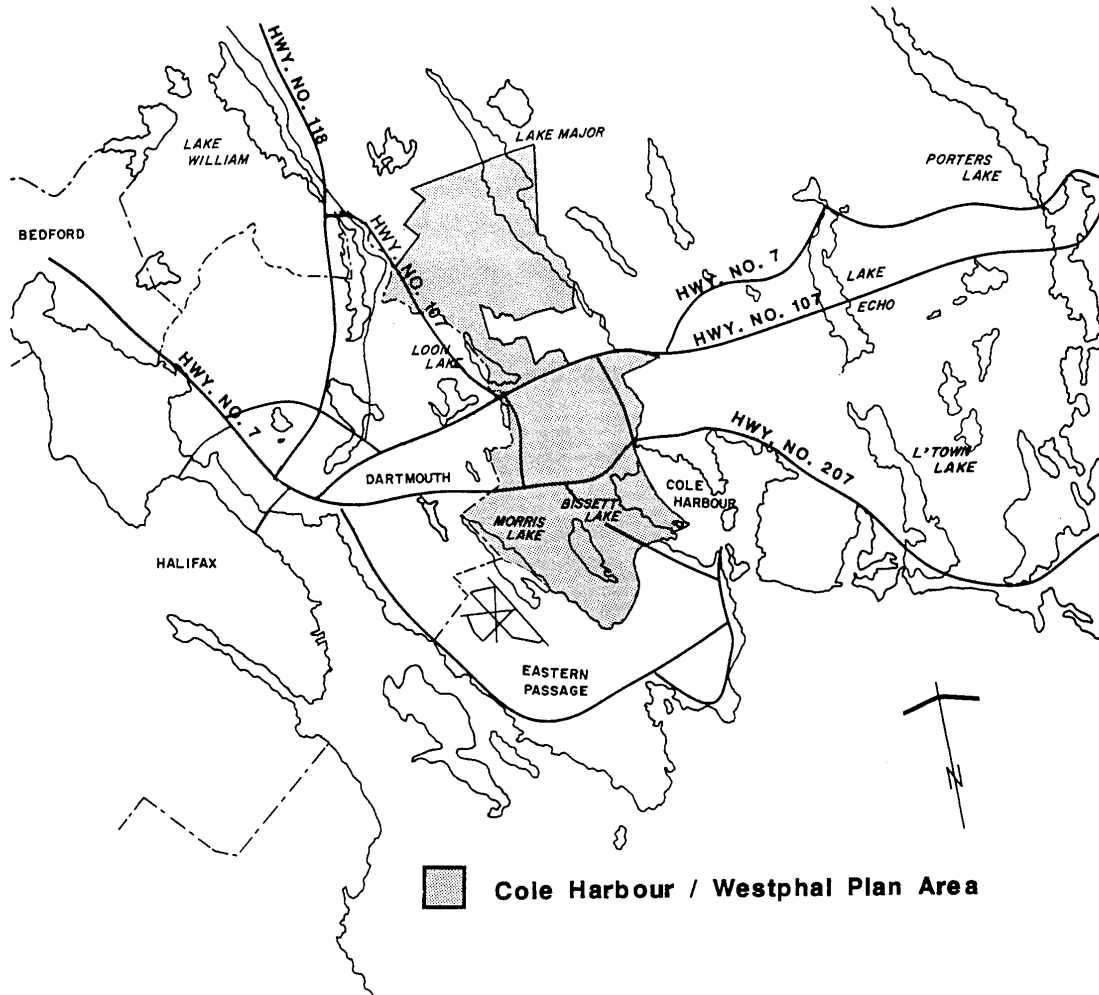 HWY. NO. 118
LAKE MAJOR
LAKE
WILLIAM
PORTERS
LAKE
BEDFORD
HWY. NO. 107
HWY. NO. 7
LAKE
ECHO
HWY. NO. 107
LOON
LAKE
HWY. NO. 7
HWY. NO. 207
L'TOWN
LAKE
DARTMOUTH
COLE
HARBOUR
BISSETT
LAKE
MORRIS
LAKE
HALIFAX
EASTERN
PASSAGE
N
Cole Harbour / Westphal Plan Area